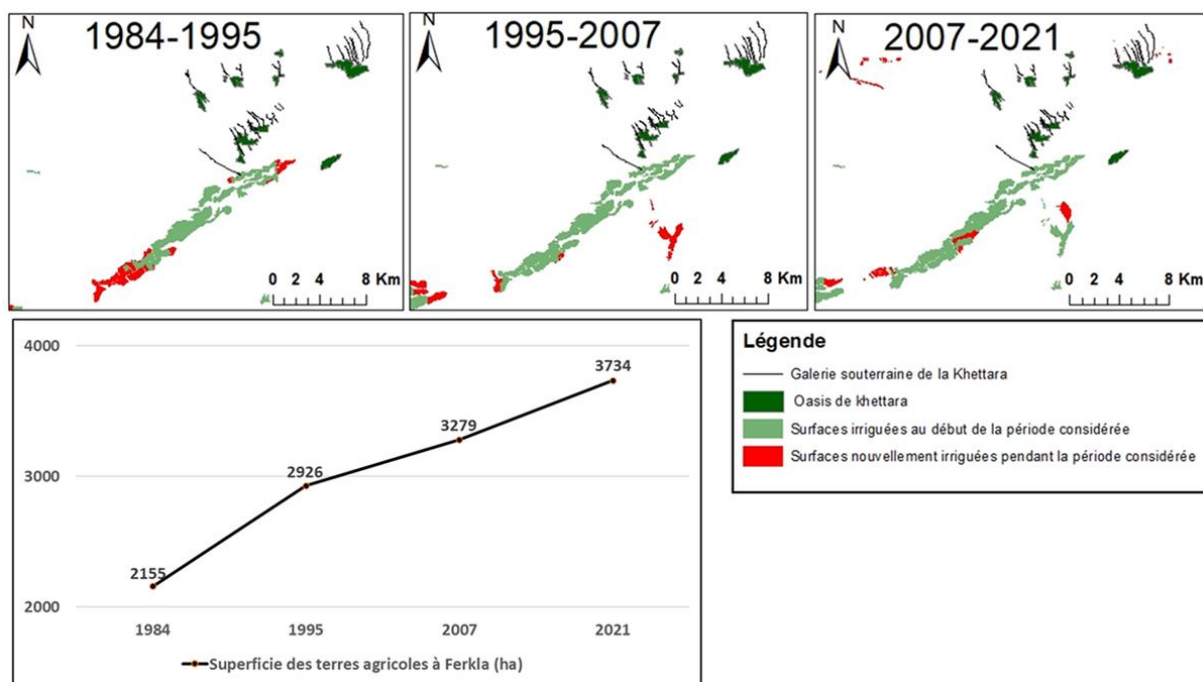 N
1984-1995
0 2 4 8 Km
N
1995-2007
0 2 4 8 Km
N
2007-2021
0 2 4 8 Km
4000
3000
2000
2155
2926
3279
3734
1984 1995 2007 2021
Superficie des terres agricoles à Ferkla (ha)
Légende
Galerie souterraine de la Khettara
Oasis de khettara
Surfaces irriguées au début de la période considérée
Surfaces nouvellement irriguées pendant la période considérée